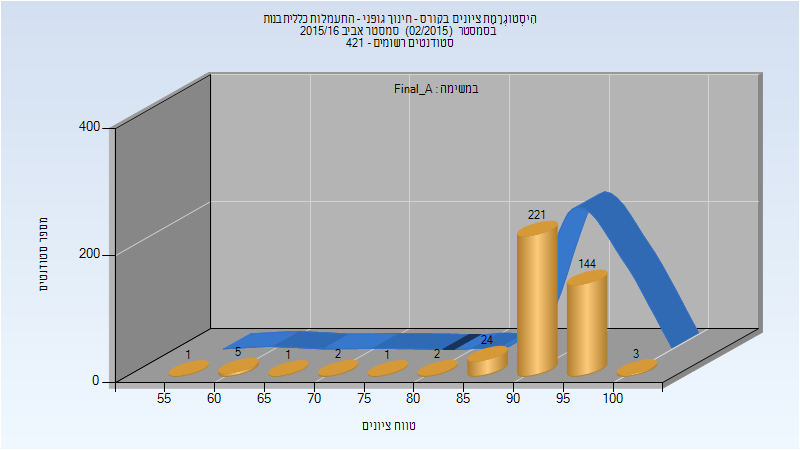 הִיסְטוֹגְרָמַת ציונים בקורס - חינוך גופני - התעמלות כללית בנות
בסמסטר (02/2015) סמסטר אביב 2015/16
סטודנטים רשומים - 421
במשימה : Final_A
400
200
0
מספר סטודנטים
1
5
1
2
1
2
24
221
144
3
55 60 65 70 75 80 85 90 95 100
טווח ציונים